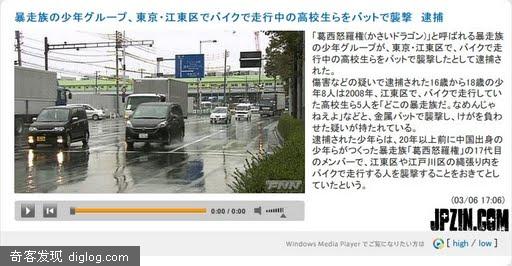 暴走族の少年グループ、東京・江東区でバイクで走行中の高校生らをバットで襲撃　逮捕
「葛西怒羅権(かさいドラゴン)」と呼ばれる暴走族
の少年グループが、東京・江東区で、バイクで走
行中の高校生らをバットで襲撃したとして逮捕
された。
傷害などの疑いで逮捕された16歳から18歳の少
年8人は2008年、江東区で、バイクで走行してい
た高校生ら5人を「どこの暴走族だ。なめんじゃ
ねえよ」などと、金属バットで襲撃し、けがを負わ
せた疑いが持たれている。
逮捕された少年らは、20年以上前に中国出身の
少年らがつくった暴走族「葛西怒羅権」の17代目
のメンバーで、江東区や江戸川区の縄張り内を
バイクで走行する人を襲撃することをおきてとし
ていたという。
(03/06 17:06)
FNN
0:00 / 0:00
JPZIN.COM
Windows Media Player でご覧になりたい方は
[ high / low ]
奇客发现 diglog.com